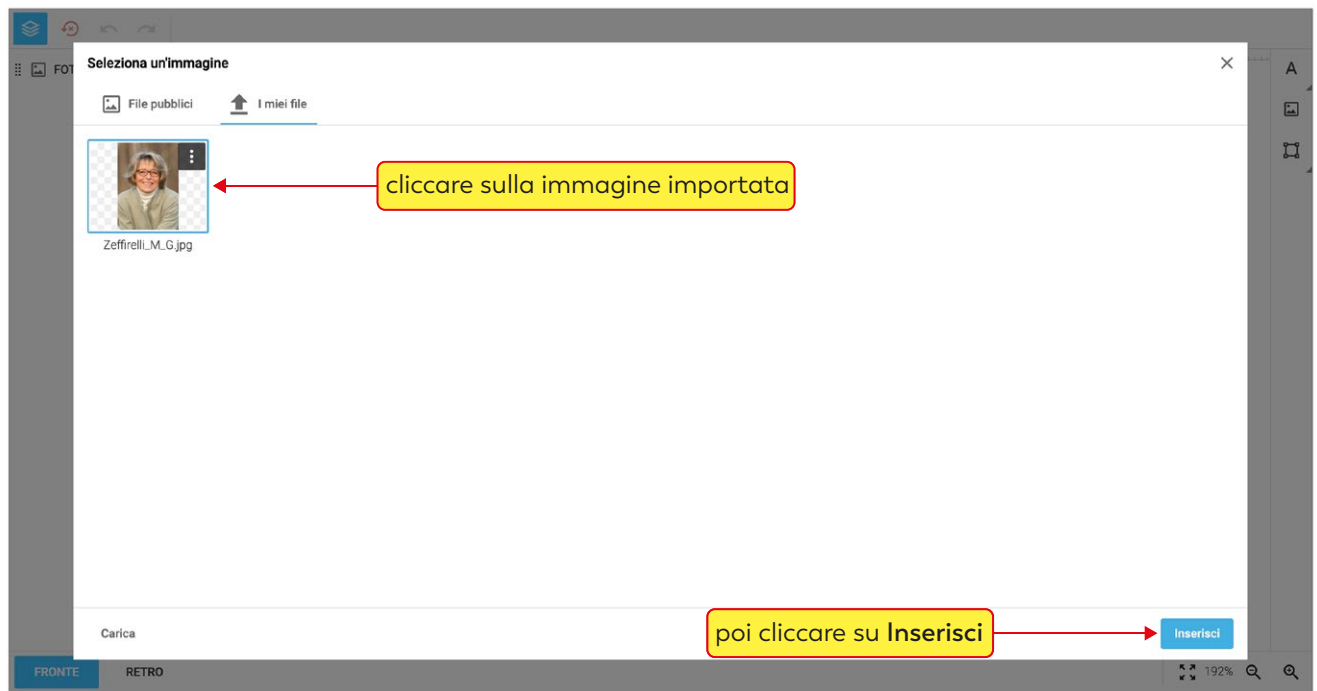 Seleziona un'immagine
FOT
A
File pubblici
I miei file
cliccare sulla immagine importata
Zeffirelli_M_G.jpg
Carica
poi cliccare su Inserisci
Inserisci
FRONTE
RETRO
192%